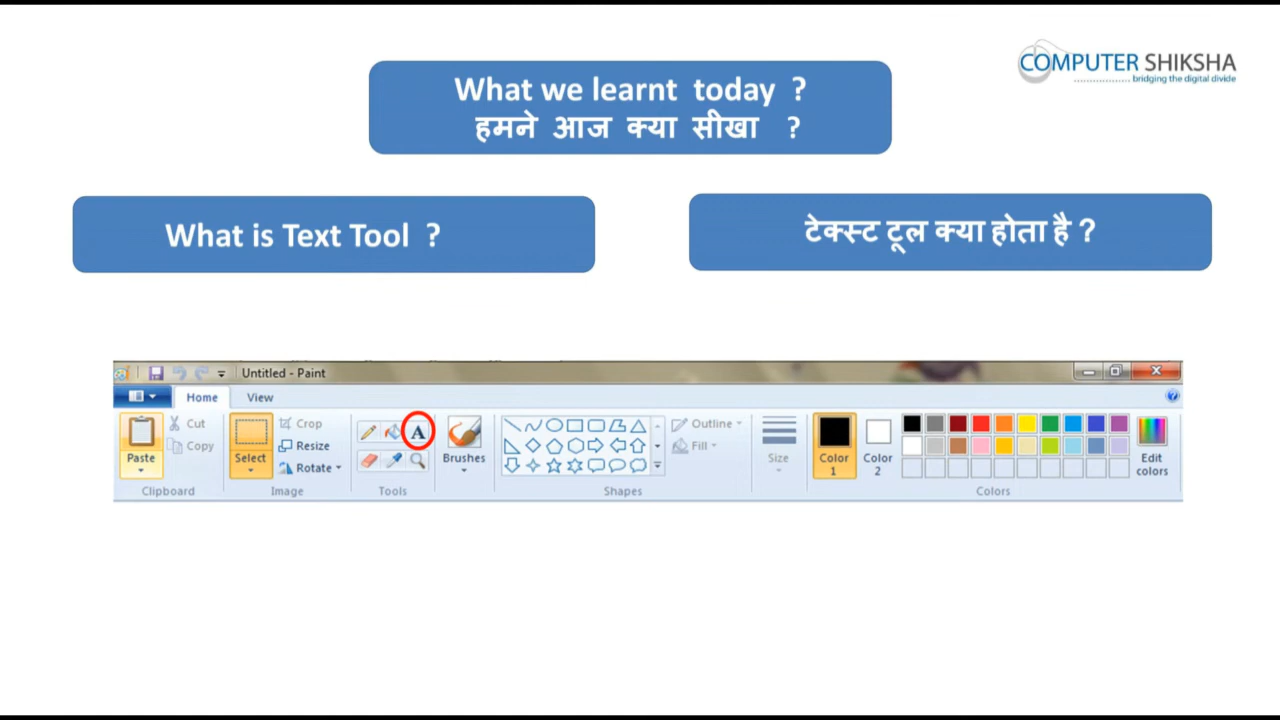 COMPUTER SHIKSHA
bridging the digital divide
What we learnt today ?
हमने आज क्या सीखा ?
What is Text Tool ?
टेक्स्ट टूल क्या होता है ?
Untitled - Paint
Home View
Paste
Cut
Copy
Clipboard
Select
Crop
Resize
Rotate
Image
A
Tools
Brushes
Shapes
Outline
Fill
Size
Color 1
Color 2
Edit colors
Colors